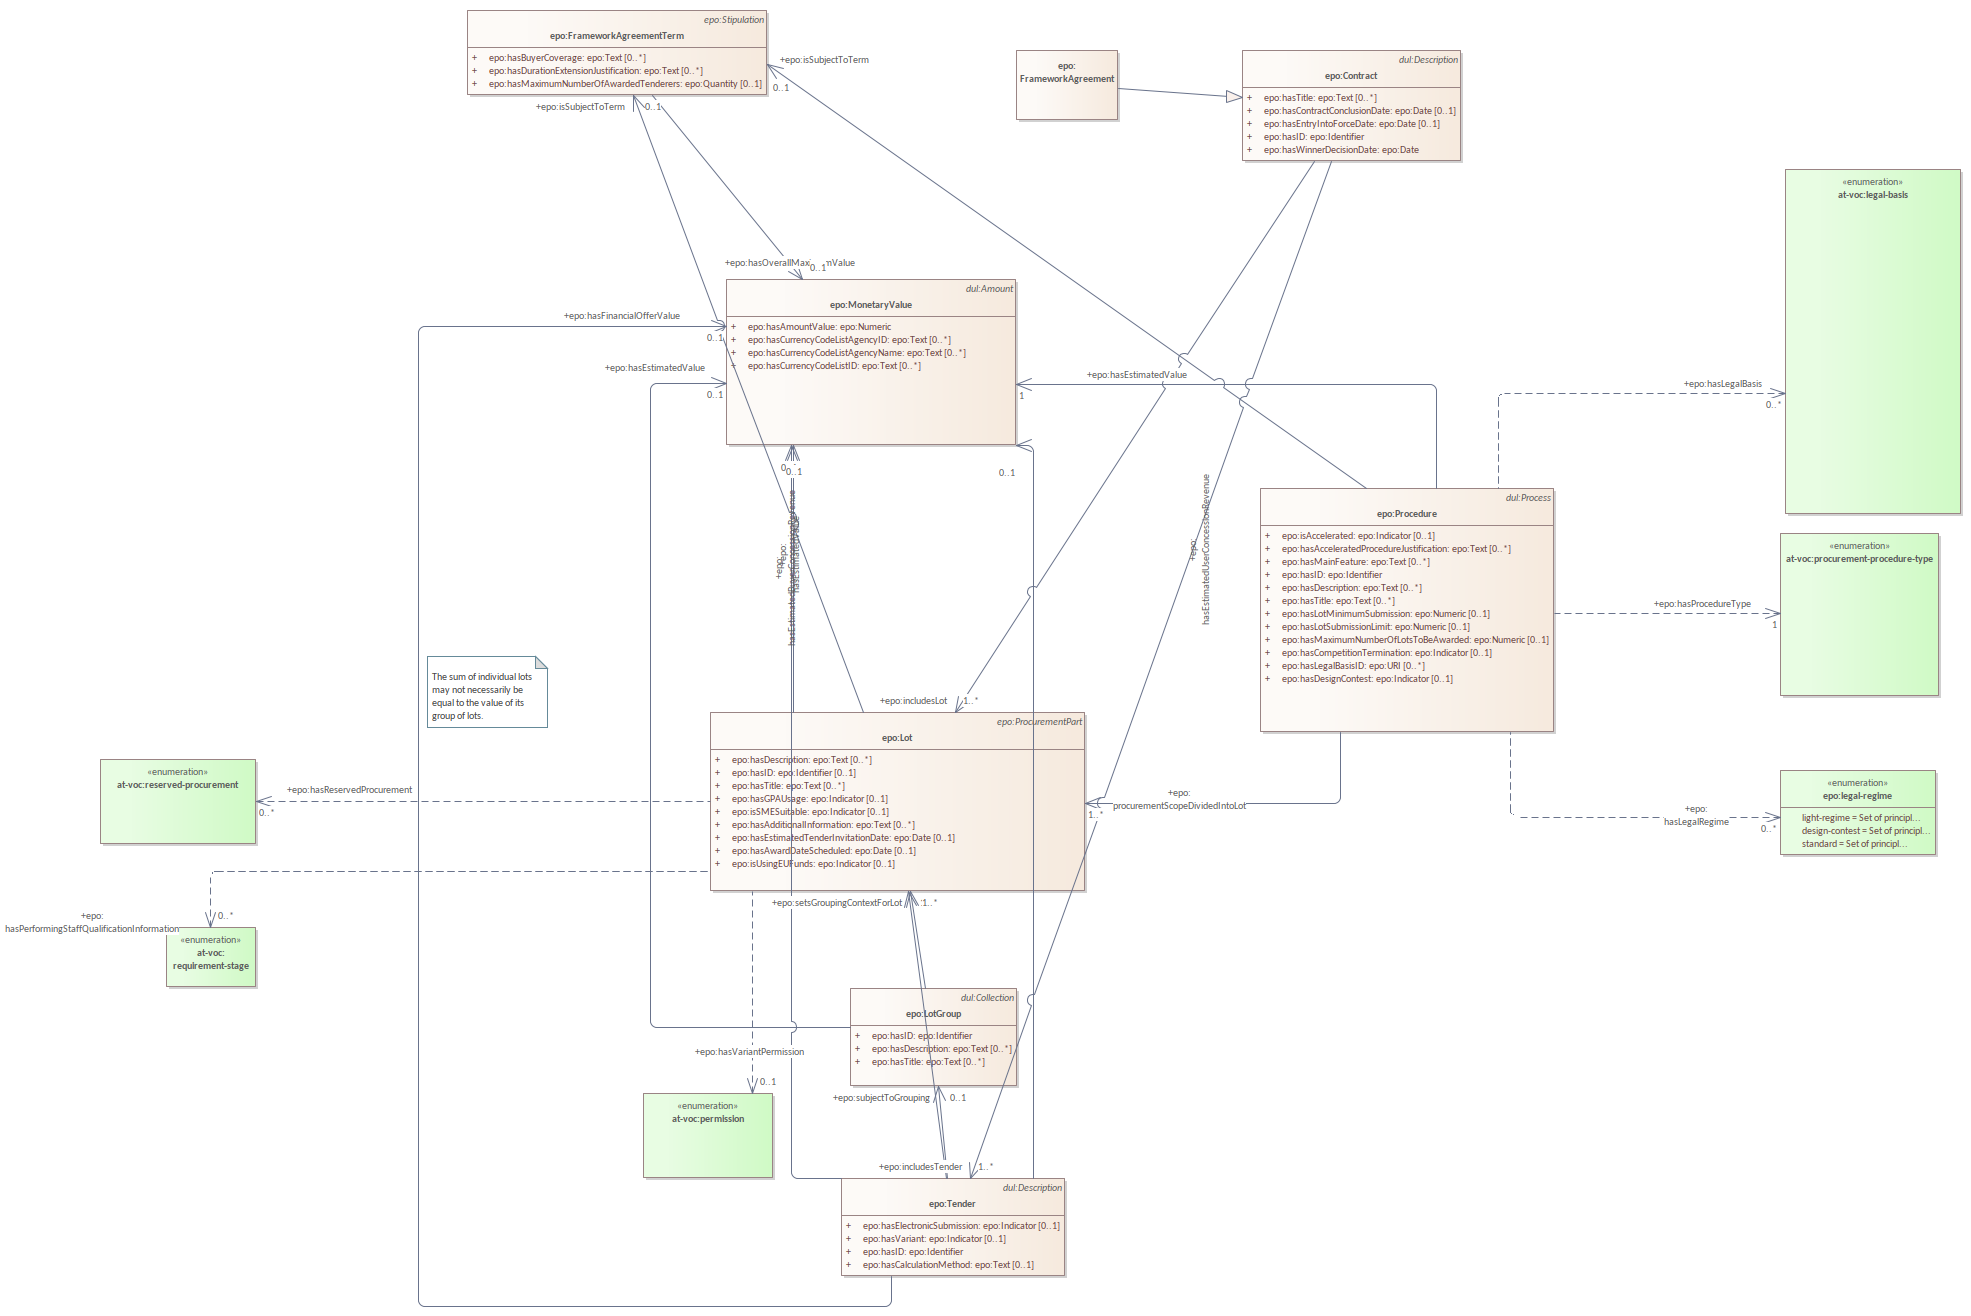 epo:Stipulation
epo:FrameworkAgreementTerm
+ epo:hasBuyerCoverage: epo:Text [0..*]
+ epo:hasDurationExtensionJustification: epo:Text [0..*]
+ epo:hasMaximumNumberOfAwardedTenderers: epo:Quantity [0..1]
+epo:isSubjectToTerm
0..1
+epo:isSubjectToTerm
0..1
epo:
FrameworkAgreement
dul:Description
epo:Contract
+ epo:hasTitle: epo:Text [0..*]
+ epo:hasContractConclusionDate: epo:Date [0..1]
+ epo:hasEntryIntoForceDate: epo:Date [0..1]
+ epo:hasID: epo:Identifier
+ epo:hasWinnerDecisionDate: epo:Date
«enumeration»
at-voc:legal-basis
0..1
dul:Amount
epo:MonetaryValue
+ epo:hasAmountValue: epo:Numeric
+ epo:hasCurrencyCodeListAgencyID: epo:Text [0..*]
+ epo:hasCurrencyCodeListAgencyName: epo:Text [0..*]
+ epo:hasCurrencyCodeListID: epo:Text [0..*]
+epo:hasFinancialOfferValue
0..1
+epo:hasEstimatedValue
0..1
+epo:hasEstimatedValue
1
+epo:hasLegalBasis
0..*
0..1
0..1
+epo:
hasEstimatedUserConcessionRevenue
dul:Process
epo:Procedure
+ epo:isAccelerated: epo:Indicator [0..1]
+ epo:hasAcceleratedProcedureJustification: epo:Text [0..*]
+ epo:hasMainFeature: epo:Text [0..*]
+ epo:hasID: epo:Identifier
+ epo:hasDescription: epo:Text [0..*]
+ epo:hasTitle: epo:Text [0..*]
+ epo:hasLotMinimumSubmission: epo:Numeric [0..1]
+ epo:hasLotSubmissionLimit: epo:Numeric [0..1]
+ epo:hasMaximumNumberOfLotsToBeAwarded: epo:Numeric [0..1]
+ epo:hasCompetitionTermination: epo:Indicator [0..1]
+ epo:hasLegalBasisID: epo:URI [0..*]
+ epo:hasDesignContest: epo:Indicator [0..1]
«enumeration»
at-voc:procurement-procedure-type
+epo:hasProcedureType
1
The sum of individual lots
may not necessarily be
equal to the value of its
group of lots.
+epo:includesLot
1..*
epo:ProcurementPart
epo:Lot
+ epo:hasDescription: epo:Text [0..*]
+ epo:hasID: epo:Identifier [0..1]
+ epo:hasTitle: epo:Text [0..*]
+ epo:hasGPAUsage: epo:Indicator [0..1]
+ epo:isSMESuitable: epo:Indicator [0..1]
+ epo:hasAdditionalInformation: epo:Text [0..*]
+ epo:hasEstimatedTenderInvitationDate: epo:Date [0..1]
+ epo:hasAwardDateScheduled: epo:Date [0..1]
+ epo:isUsingEUFunds: epo:Indicator [0..1]
«enumeration»
at-voc:reserved-procurement
+epo:hasReservedProcurement
0..*
+epo:
procurementScopeDividedIntoLot
1..*
«enumeration»
epo:legal-regime
light-regime = Set of principl...
design-contest = Set of principl...
standard = Set of principl...
+epo:
hasLegalRegime
0..*
+epo:
hasPerformingStaffQualificationInformation
0..*
«enumeration»
at-voc:
requirement-stage
+epo:setsGroupingContextForLot
1..*
dul:Collection
epo:LotGroup
+ epo:hasID: epo:Identifier
+ epo:hasDescription: epo:Text [0..*]
+ epo:hasTitle: epo:Text [0..*]
+epo:hasVariantPermission
0..1
«enumeration»
at-voc:permission
+epo:subjectToGrouping
0..1
+epo:includesTender
1..*
dul:Description
epo:Tender
+ epo:hasElectronicSubmission: epo:Indicator [0..1]
+ epo:hasVariant: epo:Indicator [0..1]
+ epo:hasID: epo:Identifier
+ epo:hasCalculationMethod: epo:Text [0..1]